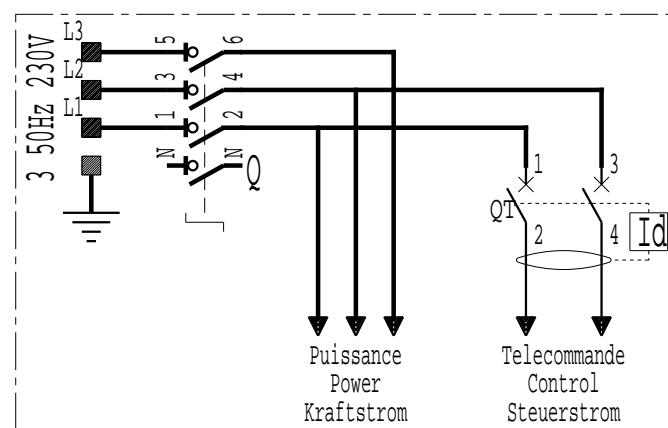 3 50Hz 230V
L3
5
6
L2
3
4
L1
1
2
N
N
Q
1
3
QT
2
4
Id
Puissance
Power
Kraftstrom
Telecommande
Control
Steuerstrom